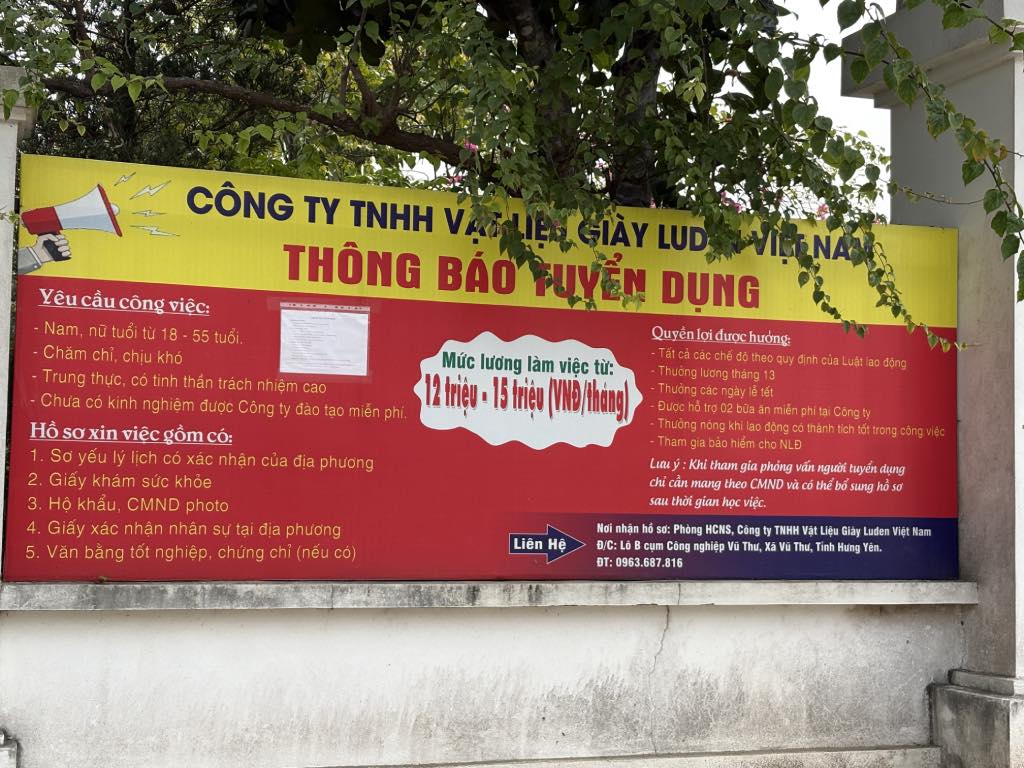 CÔNG TY TNHH VẬT LIỆU GIÀY LUDEN VIỆT NAM
THÔNG BÁO TUYỂN DỤNG
Yêu cầu công việc:
- Nam, nữ tuổi từ 18 - 55 tuổi.
- Chăm chỉ, chịu khó
- Trung thực, có tinh thần trách nhiệm cao
- Chưa có kinh nghiệm được Công ty đào tạo miễn phí.
Hồ sơ xin việc gồm có:
1. Sơ yếu lý lịch có xác nhận của địa phương
2. Giấy khám sức khỏe
3. Hộ khẩu, CMND photo
4. Giấy xác nhận nhân sự tại địa phương
5. Văn bằng tốt nghiệp, chứng chỉ (nếu có)
Mức lương làm việc từ:
12 triệu - 15 triệu (VNĐ/tháng)
Quyền lợi được hưởng:
- Tất cả các chế độ theo quy định của Luật lao động
- Thưởng lương tháng 13
- Thưởng các ngày lễ tết
- Được hỗ trợ 02 bữa ăn miễn phí tại Công ty
- Thưởng nóng khi lao động có thành tích tốt trong công việc
- Tham gia bảo hiểm cho NLĐ
Lưu ý : Khi tham gia phỏng vấn người tuyển dụng
chỉ cần mang theo CMND và có thể bổ sung hồ sơ
sau thời gian học việc.
Liên Hệ
Nơi nhận hồ sơ: Phòng HCNS, Công ty TNHH Vật Liệu Giày Luden Việt Nam
Đ/C: Lô B cụm Công nghiệp Vũ Thư, Xã Vũ Thư, Tỉnh Hưng Yên.
ĐT: 0963.687.816